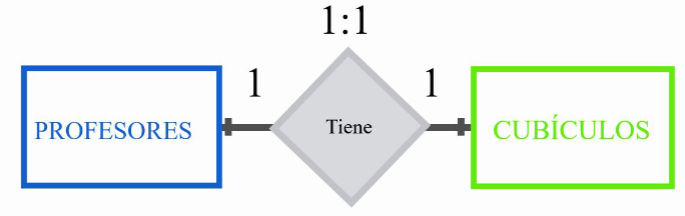 1:1
1
1
PROFESORES
Tiene
CUBÍCULOS